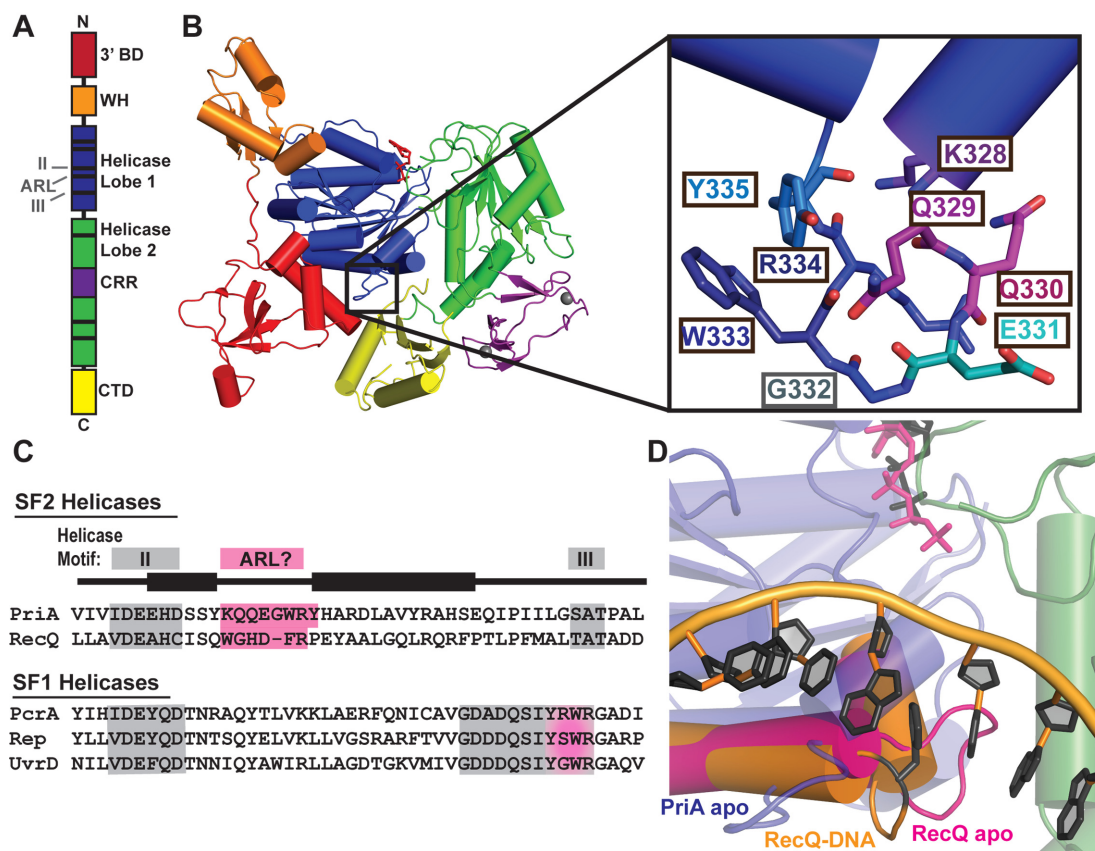 A
N
3' BD
WH
II
ARL
III
Helicase
Lobe 1
Helicase
Lobe 2
CRR
CTD
C
B
Y335
K328
Q329
R334
Q330
W333
E331
G332
C
SF2 Helicases
Helicase
Motif: II ARL? III
PriA VIVIDEEHDSSYKQQEGWRYHARDLAVYRAHSEQIPIILGSATPAL
RecQ LLAVDEAHCISQWGHD-FRPEYAALGQLRQRFPTLPFMALTATADD
SF1 Helicases
PcrA YIHIDEYQDTNRAQYTLVKKLAERFQNICAVGDADQSIYRWRGADI
Rep YLLVDEYQDTNTSQYELVKLLVGSRARFTVVGDDDQSIYSWRGARP
UvrD NILVDEFQDTNNIQYAWIRLLAGDTGKVMIVGDDDQSIYGWRGAQV
D
PriA apo
RecQ-DNA
RecQ apo